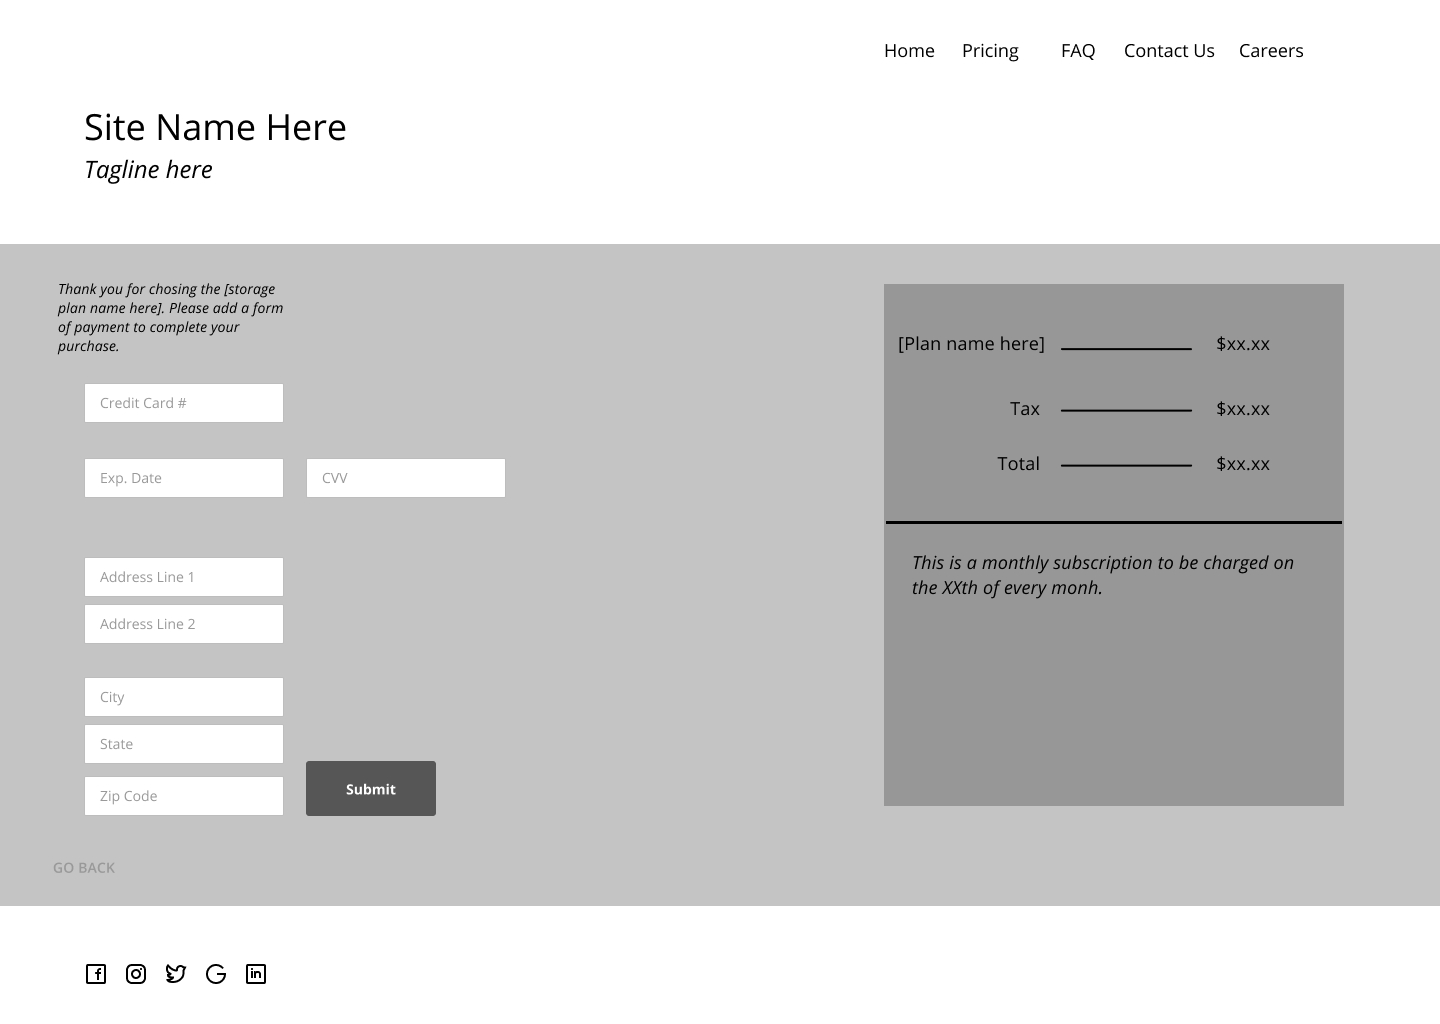 Home Pricing FAQ Contact Us Careers
Site Name Here
Tagline here
Thank you for chosing the [storage
plan name here]. Please add a form
of payment to complete your
purchase.
Credit Card #
Exp. Date CVV
Address Line 1
Address Line 2
City
State
Zip Code
Submit
GO BACK
[Plan name here] $xx.xx
Tax $xx.xx
Total $xx.xx
This is a monthly subscription to be charged on
the XXth of every monh.